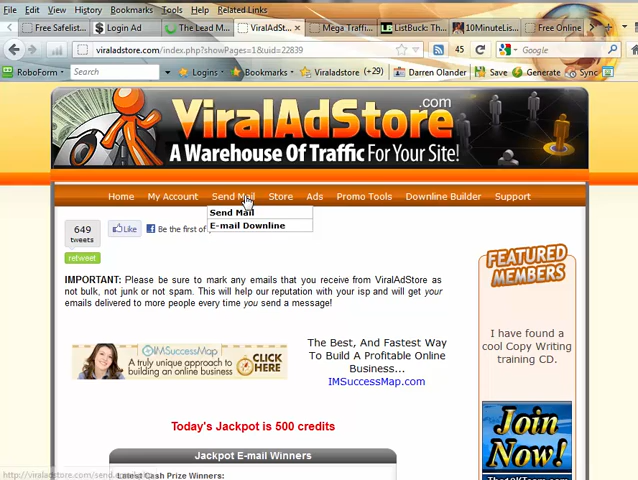 File Edit View History Bookmarks Tools Help Related Links
Free Safelist... Login Ad The Lead M... ViralAdSt... × Mega Traffi... ListBuck: Th... 10MinuteLis... Free Online
viraladstore.com/index.php?showPages=1&uid=22839 Google
RoboForm Search Logins Bookmarks Viraladstore (+29) Darren Olander Save Generate Sync
ViralAdStore.com
A Warehouse Of Traffic For Your Site!
Home My Account Send Mail Store Ads Promo Tools Downline Builder Support
Send Mail
E-mail Downline
649
tweets
retweet
Like
Be the first of
IMPORTANT: Please be sure to mark any emails that you receive from ViralAdStore as
not bulk, not junk or not spam. This will help our reputation with your isp and will get your
emails delivered to more people every time you send a message!
FEATURED
MEMBERS
I have found a
cool Copy Writing
training CD.
IMSuccessMap
A truly unique approach to
building an online business
CLICK
HERE
The Best, And Fastest Way
To Build A Profitable Online
Business...
IMSuccessMap.com
Today's Jackpot is 500 credits
Jackpot E-mail Winners
Latest Cash Prize Winners:
Join
Now!
The10KTeam.com
http://viraladstore.com/send